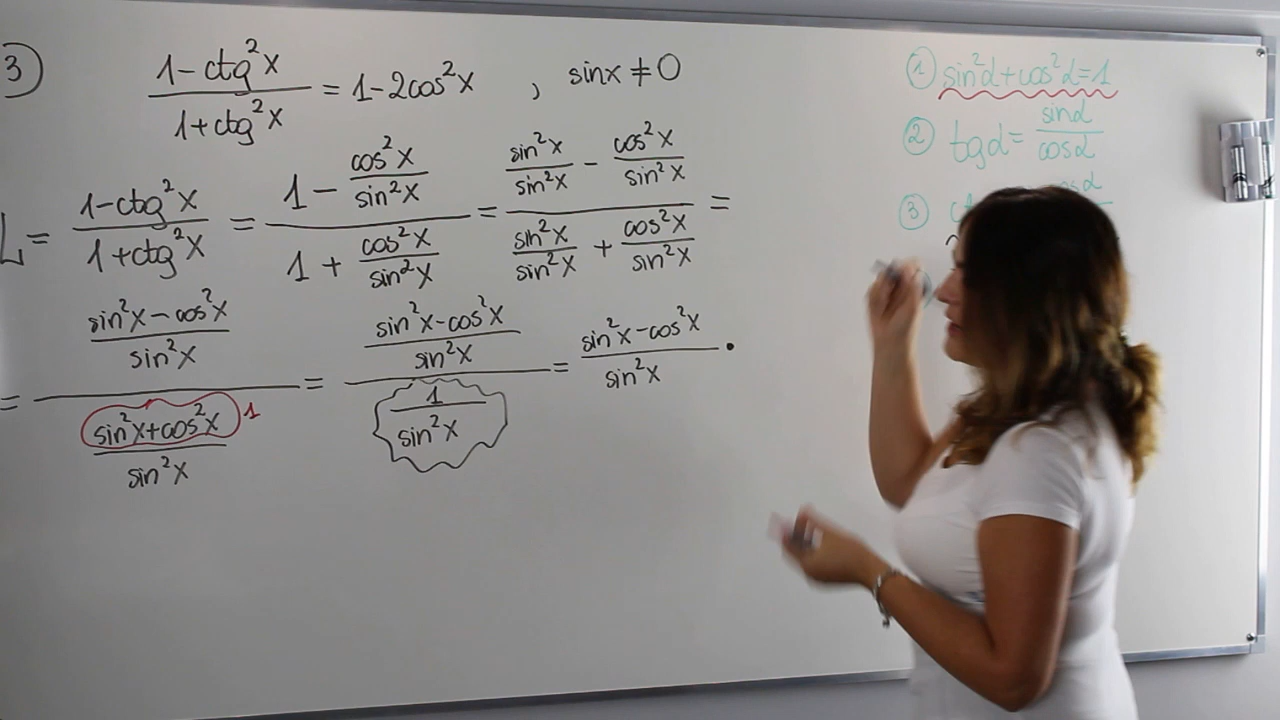 3) (1-ctg²x)/(1+ctg²x) = 1-2cos²x , sinx ≠ 0
L = (1-ctg²x)/(1+ctg²x) = (1 - cos²x/sin²x)/(1 + cos²x/sin²x) = (sin²x/sin²x - cos²x/sin²x)/(sin²x/sin²x + cos²x/sin²x) =
= ((sin²x-cos²x)/sin²x)/((sin²x+cos²x)/sin²x) 1 = ((sin²x-cos²x)/sin²x)/(1/sin²x) = (sin²x-cos²x)/sin²x ·
① sin²α+cos²α=1
② tgα = sinα/cosα
③